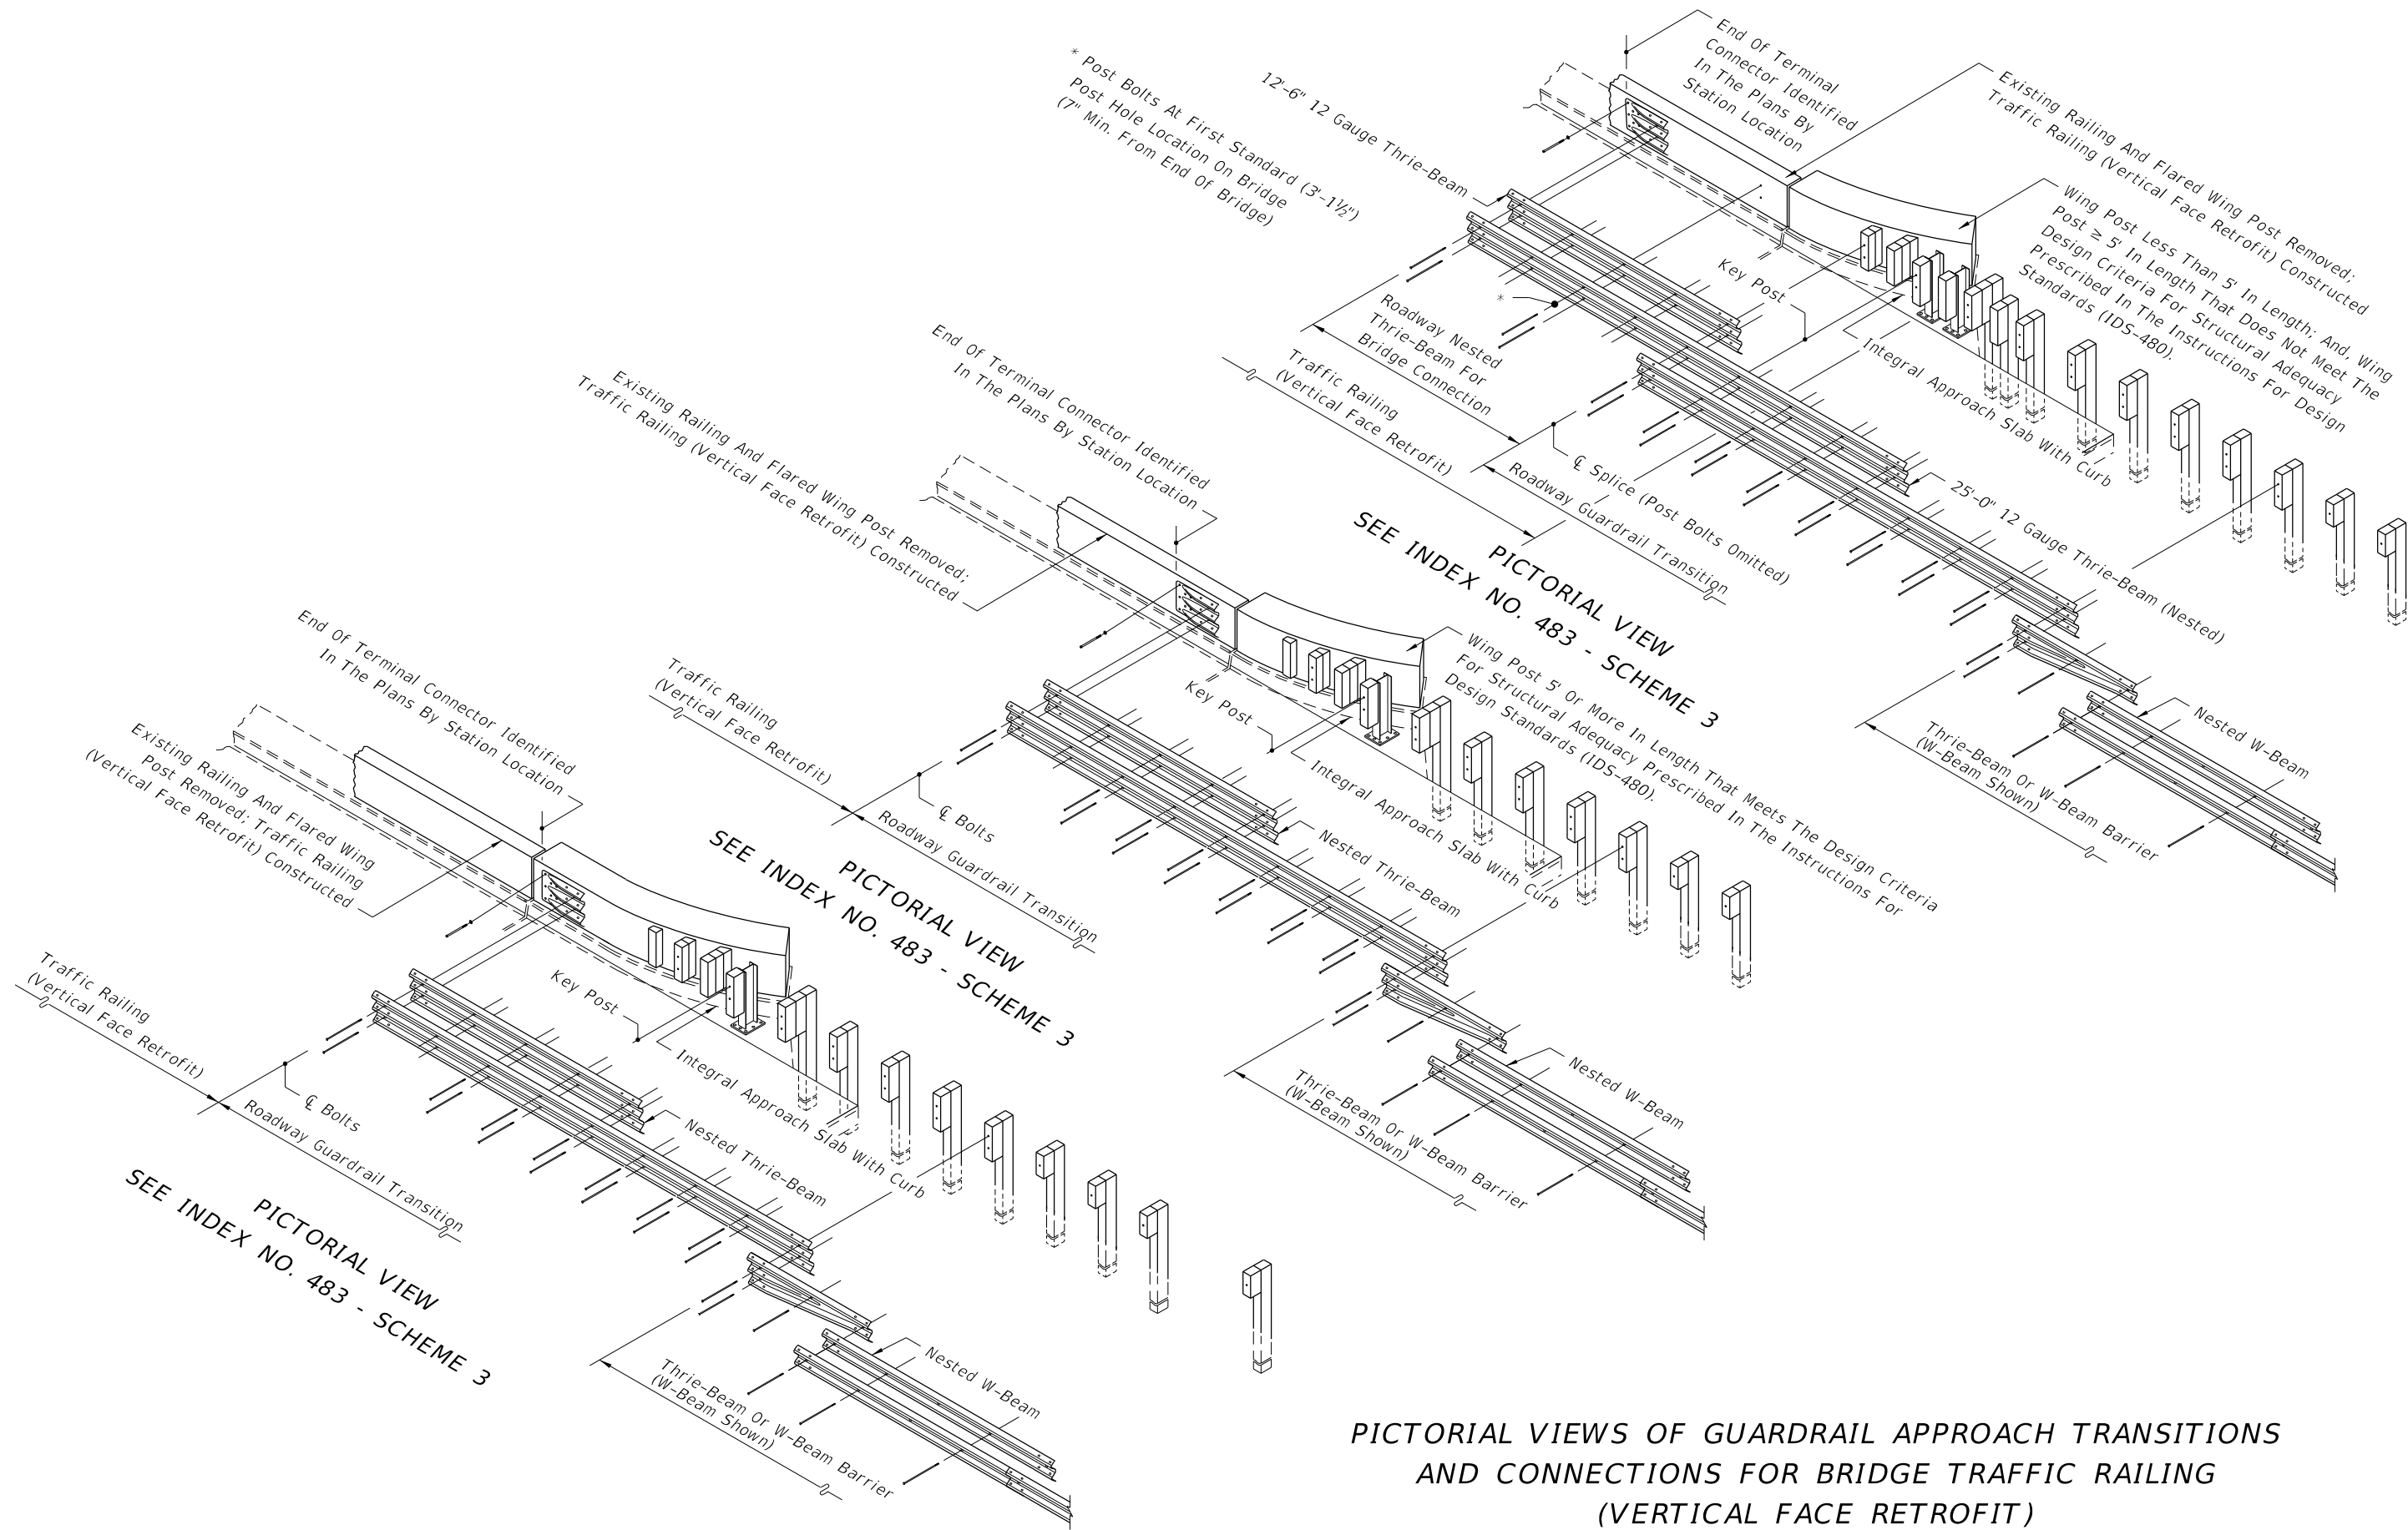 * Post Bolts At First Standard (3'-1½")
Post Hole Location On Bridge
(7" Min. From End Of Bridge)
12'-6" 12 Gauge Thrie-Beam
End Of Terminal
Connector Identified
In The Plans By
Station Location
Existing Railing And Flared Wing Post Removed;
Traffic Railing (Vertical Face Retrofit) Constructed
Wing Post Less Than 5' In Length; And, Wing
Post ≥ 5' In Length That Does Not Meet The
Design Criteria For Structural Adequacy
Prescribed In The Instructions For Design
Standards (IDS-480).
Key Post
*
Integral Approach Slab With Curb
Roadway Nested
Thrie-Beam For
Bridge Connection
Traffic Railing
(Vertical Face Retrofit)
℄ Splice (Post Bolts Omitted)
Roadway Guardrail Transition
25'-0" 12 Gauge Thrie-Beam (Nested)
PICTORIAL VIEW
SEE INDEX NO. 483 - SCHEME 3
Nested W-Beam
Thrie-Beam Or W-Beam Barrier
(W-Beam Shown)
End Of Terminal Connector Identified
In The Plans By Station Location
Existing Railing And Flared Wing Post Removed;
Traffic Railing (Vertical Face Retrofit) Constructed
Wing Post 5' Or More In Length That Meets The Design Criteria
For Structural Adequacy Prescribed In The Instructions For
Design Standards (IDS-480).
Key Post
Integral Approach Slab With Curb
Traffic Railing
(Vertical Face Retrofit)
℄ Bolts
Roadway Guardrail Transition
Nested Thrie-Beam
PICTORIAL VIEW
SEE INDEX NO. 483 - SCHEME 3
Nested W-Beam
Thrie-Beam Or W-Beam Barrier
(W-Beam Shown)
End Of Terminal Connector Identified
In The Plans By Station Location
Existing Railing And Flared Wing
Post Removed; Traffic Railing
(Vertical Face Retrofit) Constructed
Key Post
Integral Approach Slab With Curb
Traffic Railing
(Vertical Face Retrofit)
℄ Bolts
Roadway Guardrail Transition
Nested Thrie-Beam
PICTORIAL VIEW
SEE INDEX NO. 483 - SCHEME 3
Nested W-Beam
Thrie-Beam Or W-Beam Barrier
(W-Beam Shown)
PICTORIAL VIEWS OF GUARDRAIL APPROACH TRANSITIONS
AND CONNECTIONS FOR BRIDGE TRAFFIC RAILING
(VERTICAL FACE RETROFIT)